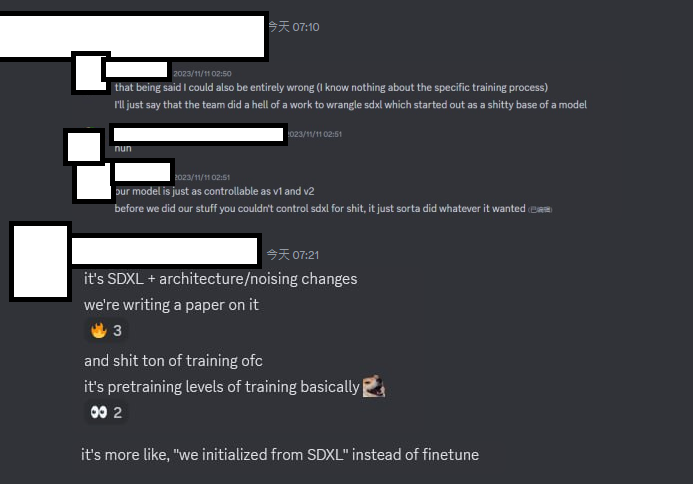 今天 07:10
2023/11/11 02:50
that being said I could also be entirely wrong (I know nothing about the specific training process)
I'll just say that the team did a hell of a work to wrangle sdxl which started out as a shitty base of a model
2023/11/11 02:51
huh
2023/11/11 02:51
our model is just as controllable as v1 and v2
before we did our stuff you couldn't control sdxl for shit, it just sorta did whatever it wanted (已編輯)
今天 07:21
it's SDXL + architecture/noising changes
we're writing a paper on it
3
and shit ton of training ofc
it's pretraining levels of training basically
2
it's more like, "we initialized from SDXL" instead of finetune